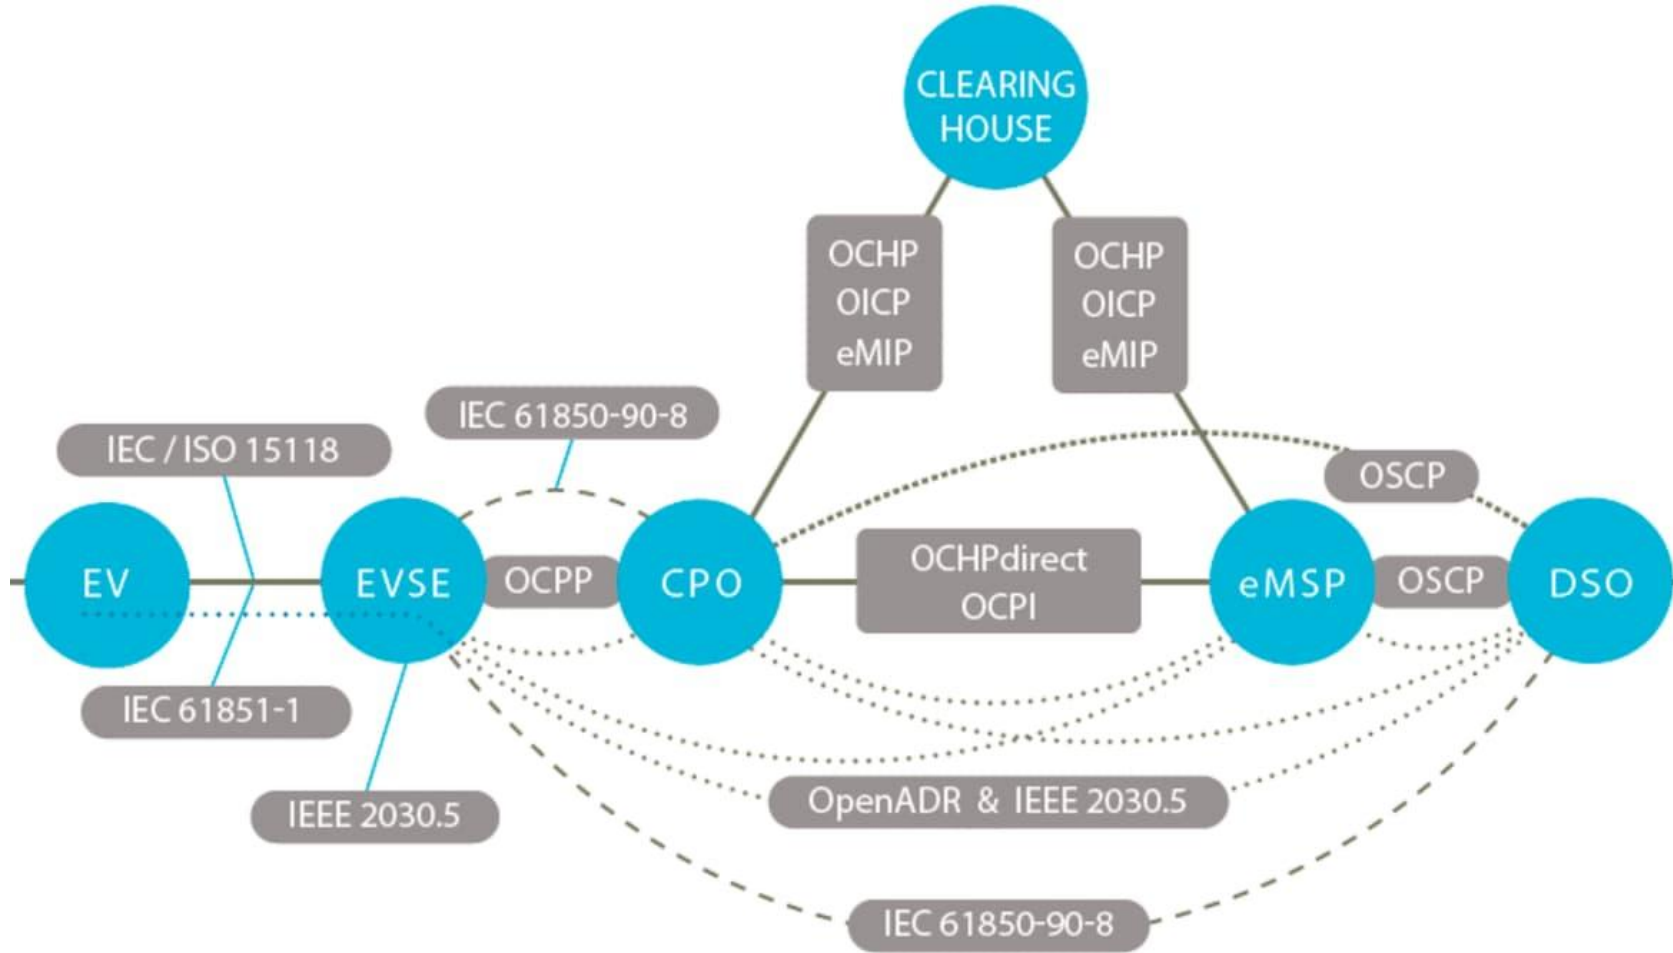 CLEARING
HOUSE
OCHP
OICP
eMIP
OCHP
OICP
eMIP
IEC 61850-90-8
IEC / ISO 15118
OSCP
EV
EVSE
OCPP
CPO
OCHPdirect
OCPI
eMSP
OSCP
DSO
IEC 61851-1
IEEE 2030.5
OpenADR & IEEE 2030.5
IEC 61850-90-8